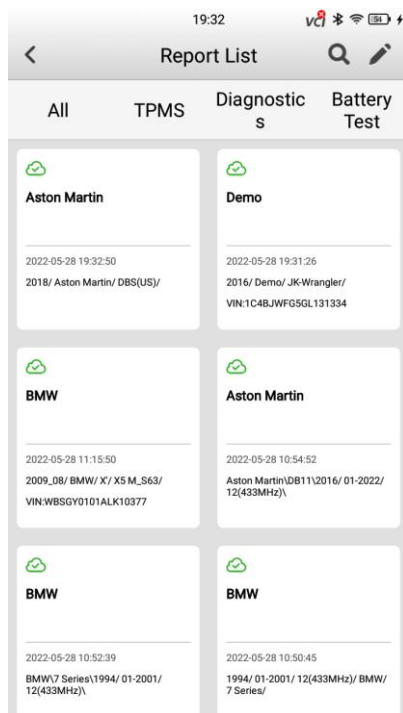 19:32
VCI
54
Report List
All
TPMS
Diagnostic
s
Battery
Test
Aston Martin
2022-05-28 19:32:50
2018/ Aston Martin/ DBS(US)/
Demo
2022-05-28 19:31:26
2016/ Demo/ JK-Wrangler/
VIN:1C4BJWFG5GL131334
BMW
2022-05-28 11:15:50
2009_08/ BMW/ X'/ X5 M_S63/
VIN:WBSGY0101ALK10377
Aston Martin
2022-05-28 10:54:52
Aston Martin\DB11\2016/ 01-2022/
12(433MHz)\
BMW
2022-05-28 10:52:39
BMW\7 Series\1994/ 01-2001/
12(433MHz)\
BMW
2022-05-28 10:50:45
1994/ 01-2001/ 12(433MHz)/ BMW/
7 Series/